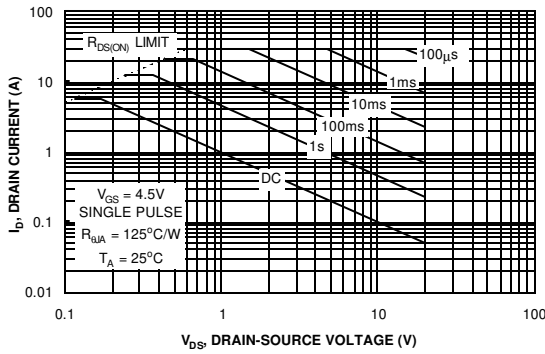 I_D, DRAIN CURRENT (A)
100
10
1
0.1
0.01
R_DS(ON) LIMIT
100µs
1ms
10ms
100ms
1s
DC
V_GS = 4.5V
SINGLE PULSE
R_θJA = 125°C/W
T_A = 25°C
0.1 1 10 100
V_DS, DRAIN-SOURCE VOLTAGE (V)